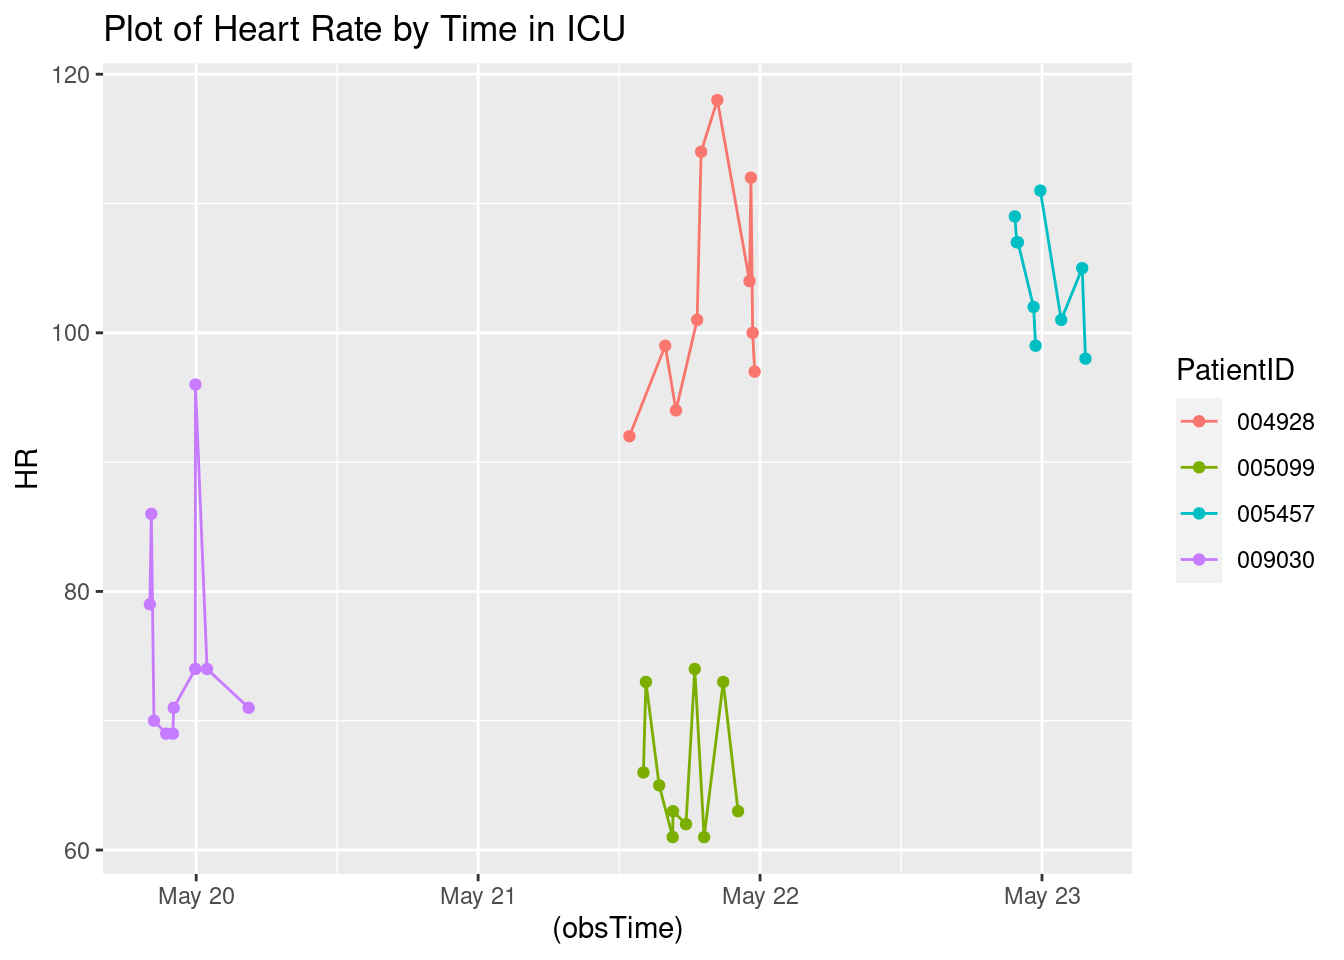 Plot of Heart Rate by Time in ICU
120
100
80
60
HR
May 20
May 21
May 22
May 23
(obsTime)
PatientID
004928
005099
005457
009030